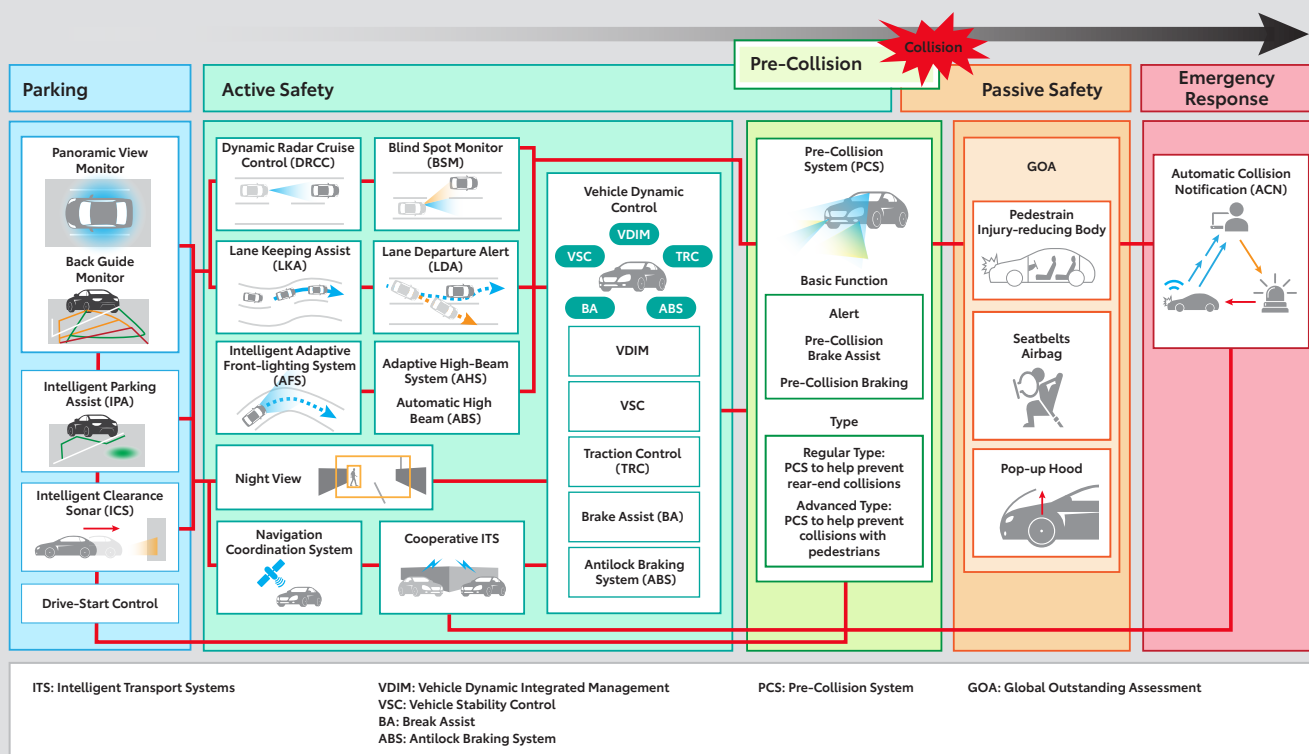 Collision
Pre-Collision
Parking
Active Safety
Passive Safety
Emergency
Response
Panoramic View
Monitor
Back Guide
Monitor
Intelligent Parking
Assist (IPA)
Intelligent Clearance
Sonar (ICS)
Drive-Start Control
Dynamic Radar Cruise
Control (DRCC)
Blind Spot Monitor
(BSM)
Lane Keeping Assist
(LKA)
Lane Departure Alert
(LDA)
Intelligent Adaptive
Front-lighting System
(AFS)
Adaptive High-Beam
System (AHS)
Automatic High
Beam (ABS)
Night View
Navigation
Coordination System
Cooperative ITS
Vehicle Dynamic
Control
VDIM
VSC
TRC
BA
ABS
VDIM
VSC
Traction Control
(TRC)
Brake Assist (BA)
Antilock Braking
System (ABS)
Pre-Collision
System (PCS)
Basic Function
Alert
Pre-Collision
Brake Assist
Pre-Collision Braking
Type
Regular Type:
PCS to help prevent
rear-end collisions
Advanced Type:
PCS to help prevent
collisions with
pedestrians
GOA
Pedestrain
Injury-reducing Body
Seatbelts
Airbag
Pop-up Hood
Automatic Collision
Notification (ACN)
ITS: Intelligent Transport Systems
VDIM: Vehicle Dynamic Integrated Management
VSC: Vehicle Stability Control
BA: Break Assist
ABS: Antilock Braking System
PCS: Pre-Collision System
GOA: Global Outstanding Assessment